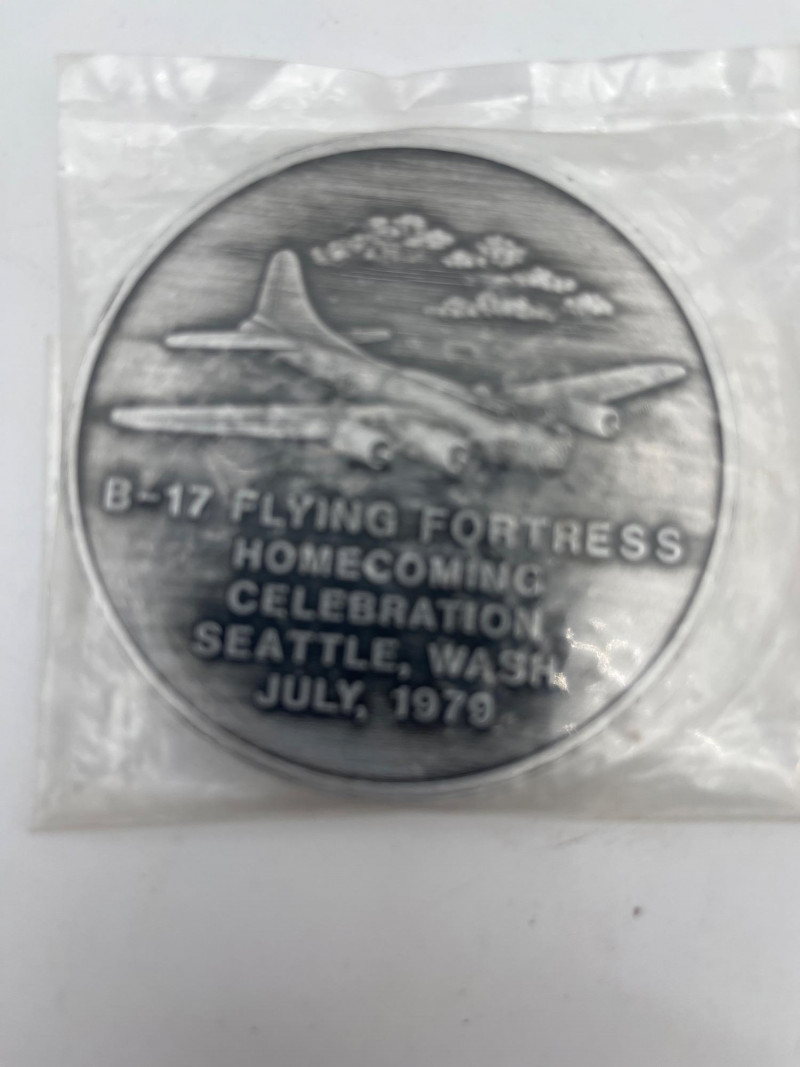 B-17 FLYING FORTRESS
HOMECOMING
CELEBRATION
SEATTLE, WASH.
JULY, 1979